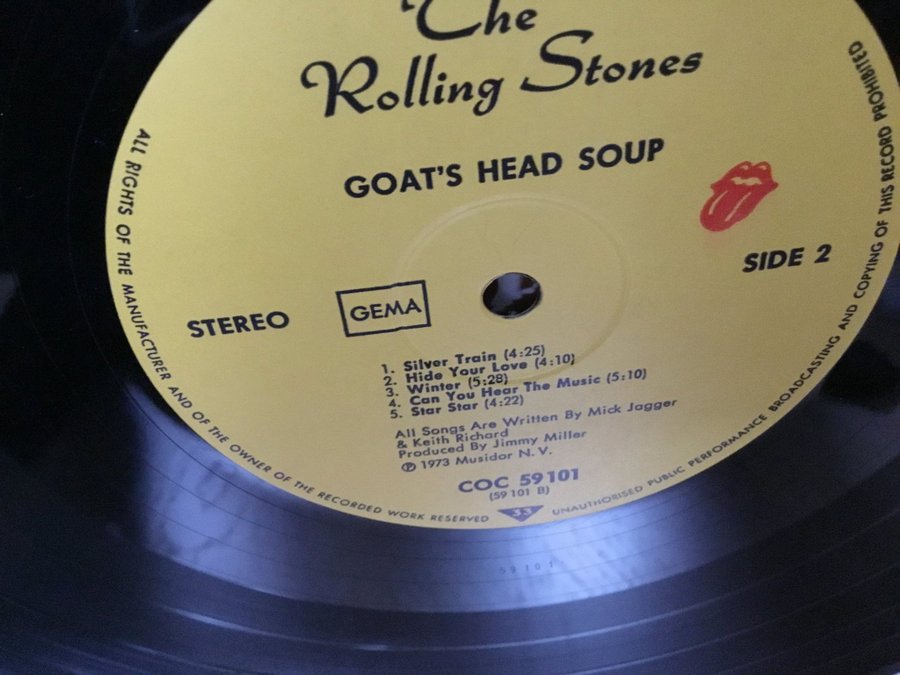 The
Rolling Stones
GOAT'S HEAD SOUP
SIDE 2
STEREO
GEMA
1. Silver Train (4:25)
2. Hide Your Love (4:10)
3. Winter (5:28)
4. Can You Hear The Music (5:10)
5. Star Star (4:22)
All Songs Are Written By Mick Jagger
& Keith Richard
Produced By Jimmy Miller
Ⓟ 1973 Musidor N.V.
COC 59 101
(59 101 B)
33
ALL RIGHTS OF THE MANUFACTURER AND OF THE OWNER OF THE RECORDED WORK RESERVED
UNAUTHORISED PUBLIC PERFORMANCE BROADCASTING AND COPYING OF THIS RECORD PROHIBITED
59101